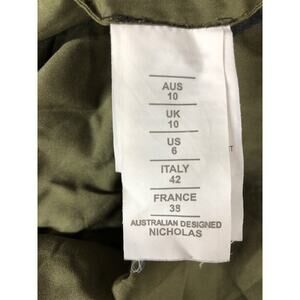 AUS
10
UK
10
US
6
ITALY
42
FRANCE
38
AUSTRALIAN DESIGNED
NICHOLAS